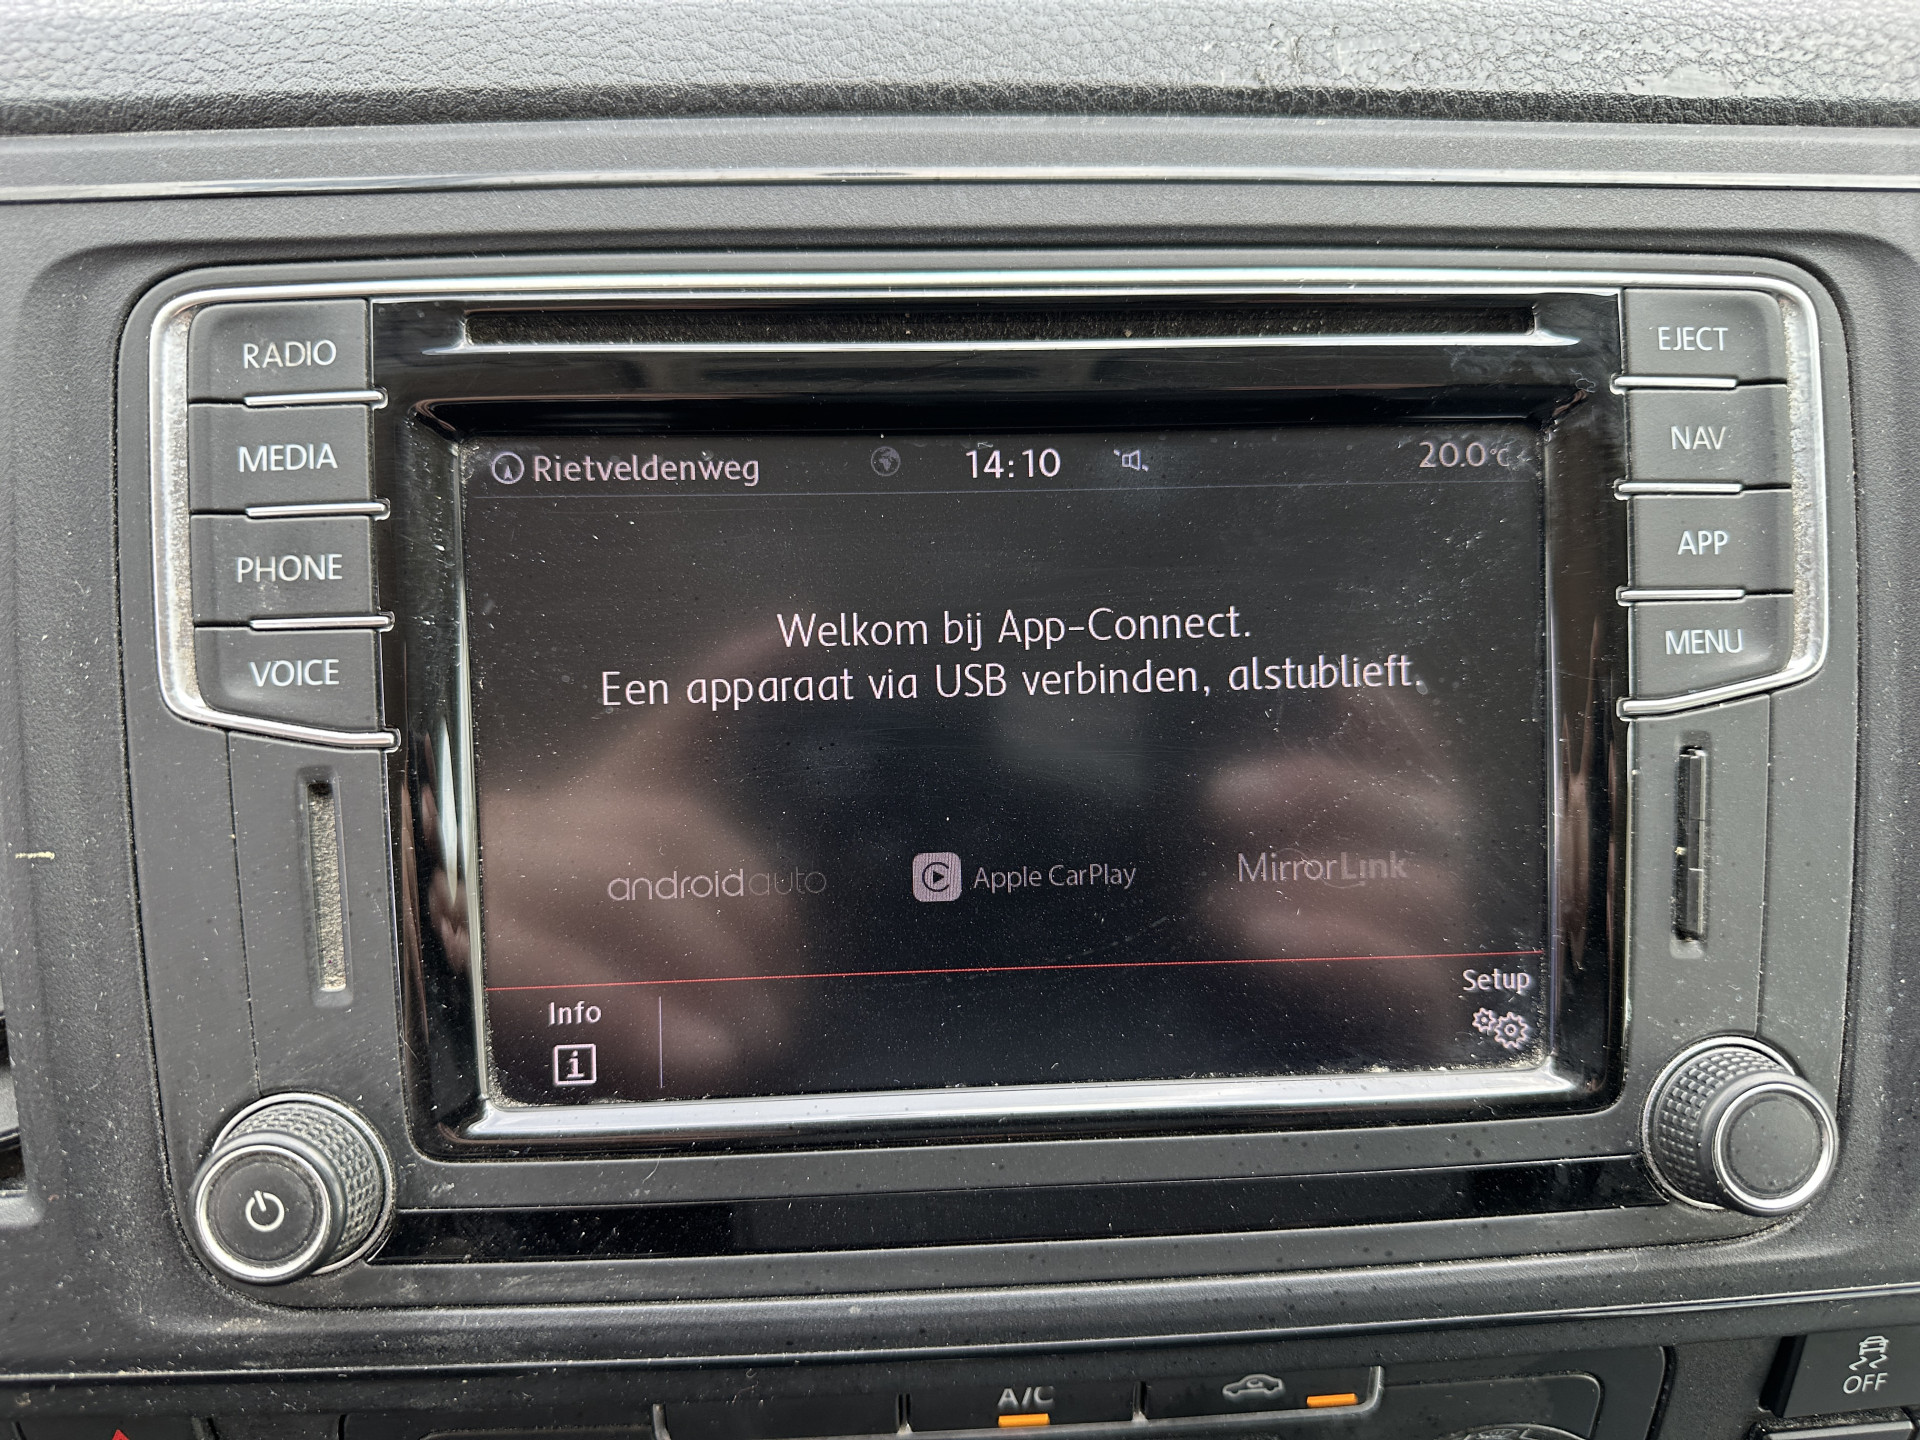 RADIO
MEDIA
PHONE
VOICE
EJECT
NAV
APP
MENU
Rietveldenweg 14:10 20.0°C
Welkom bij App-Connect.
Een apparaat via USB verbinden, alstublieft.
androidauto Apple CarPlay MirrorLink
Info
Setup
A/C
OFF